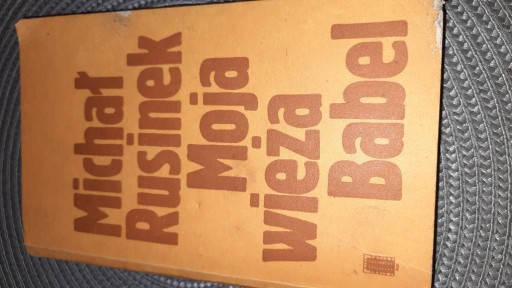 Michał
Rusinek
Moja
wieża
Babel